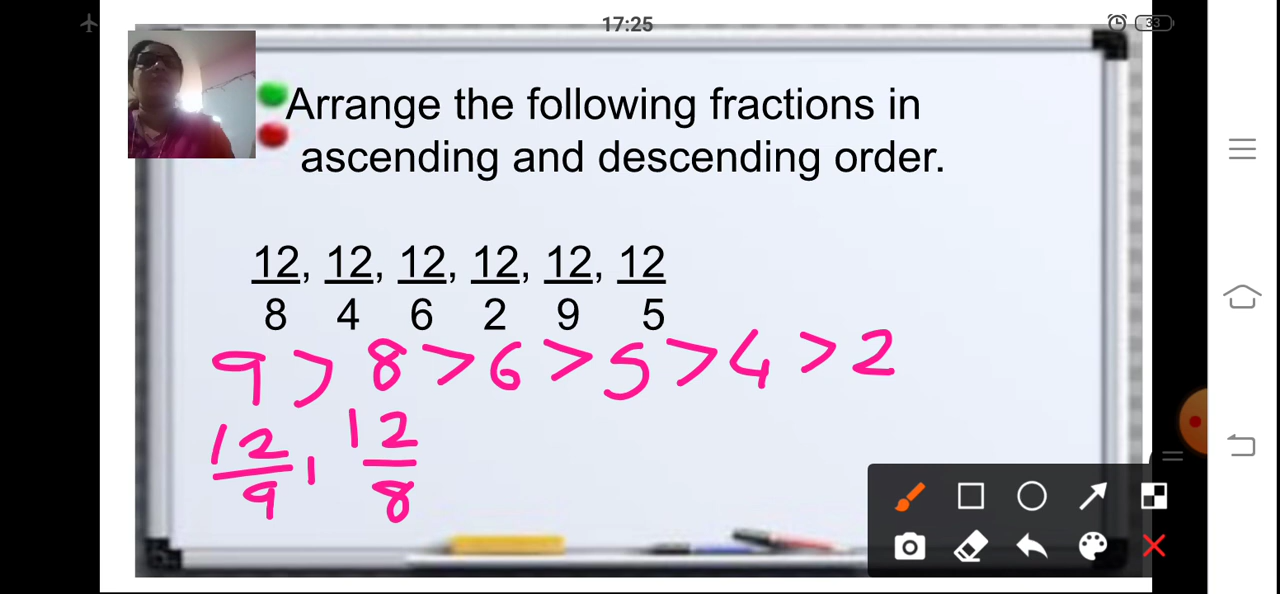 17:25
33
Arrange the following fractions in
ascending and descending order.
12/8, 12/4, 12/6, 12/2, 12/9, 12/5
9 > 8 > 6 > 5 > 4 > 2
12/9, 12/8